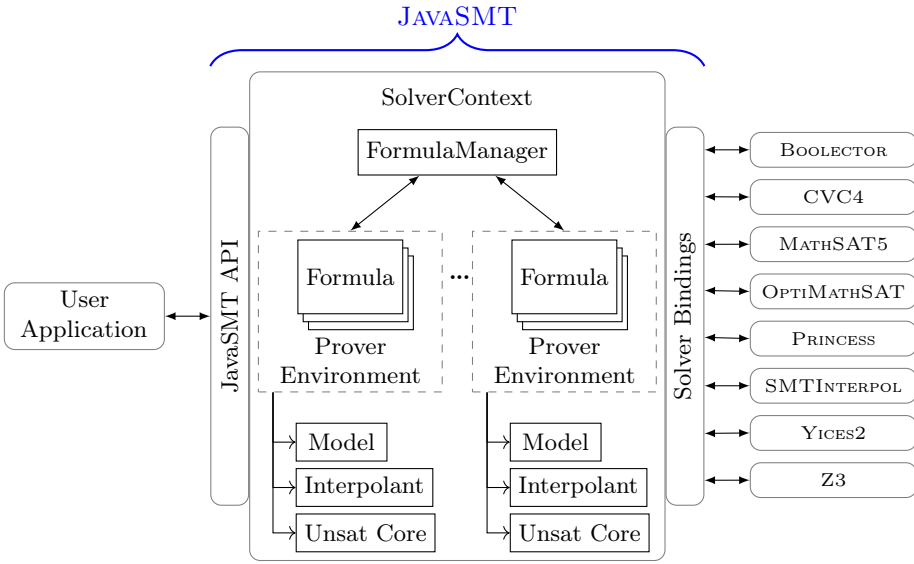 JAVASMT
SolverContext
FormulaManager
User
Application
JavaSMT API
Formula
Prover
Environment
...
Formula
Prover
Environment
Model
Interpolant
Unsat Core
Model
Interpolant
Unsat Core
Solver Bindings
BOOLECTOR
CVC4
MATHSAT5
OPTIMATHSAT
PRINCESS
SMTINTERPOL
YICES2
Z3